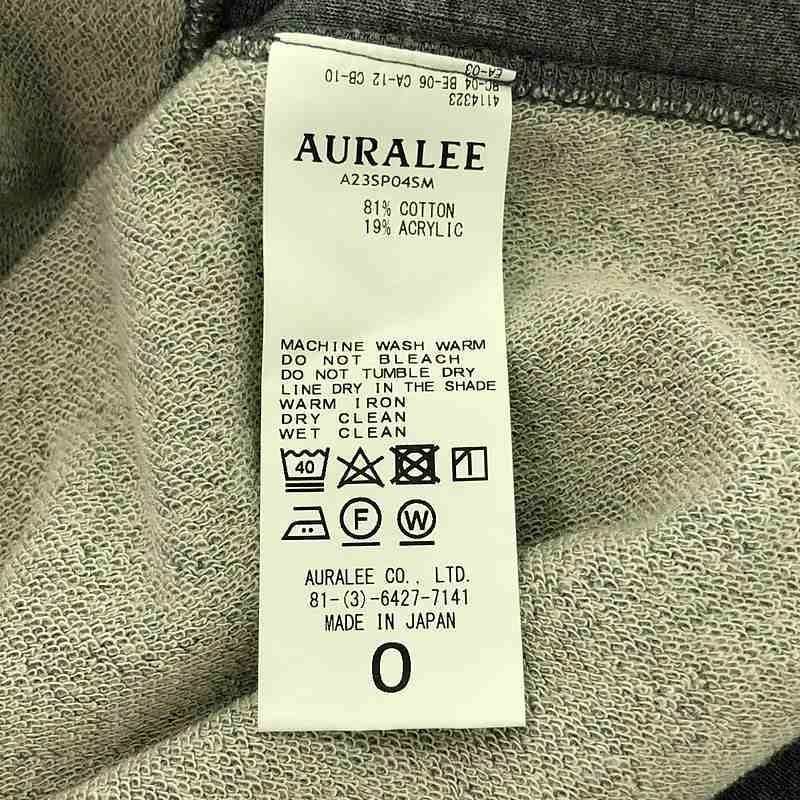 EA-03
BC-04 BE-06 CA-12 CB-10
4114323
AURALEE
A23SP04SM
81% COTTON
19% ACRYLIC
MACHINE WASH WARM
DO NOT BLEACH
DO NOT TUMBLE DRY
LINE DRY IN THE SHADE
WARM IRON
DRY CLEAN
WET CLEAN
40
F W
AURALEE CO., LTD.
81-(3)-6427-7141
MADE IN JAPAN
0